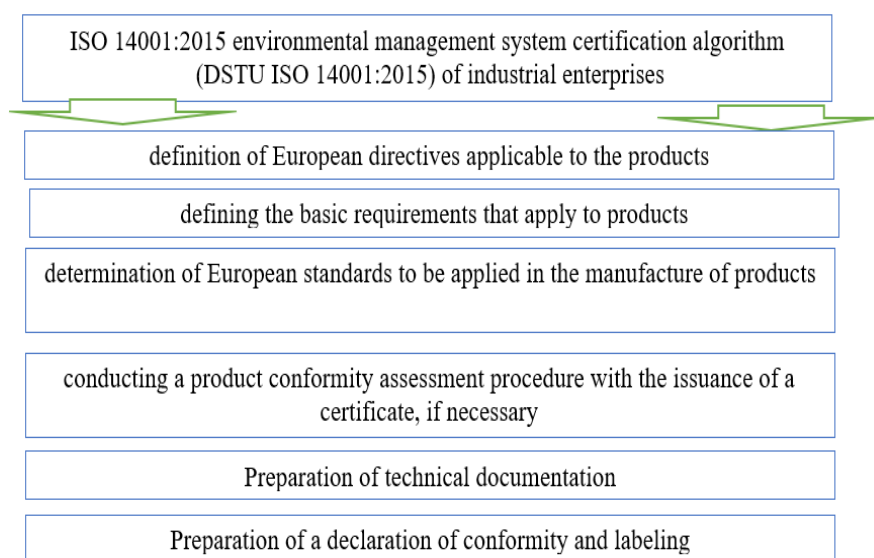 ISO 14001:2015 environmental management system certification algorithm
(DSTU ISO 14001:2015) of industrial enterprises
definition of European directives applicable to the products
defining the basic requirements that apply to products
determination of European standards to be applied in the manufacture of products
conducting a product conformity assessment procedure with the issuance of a
certificate, if necessary
Preparation of technical documentation
Preparation of a declaration of conformity and labeling